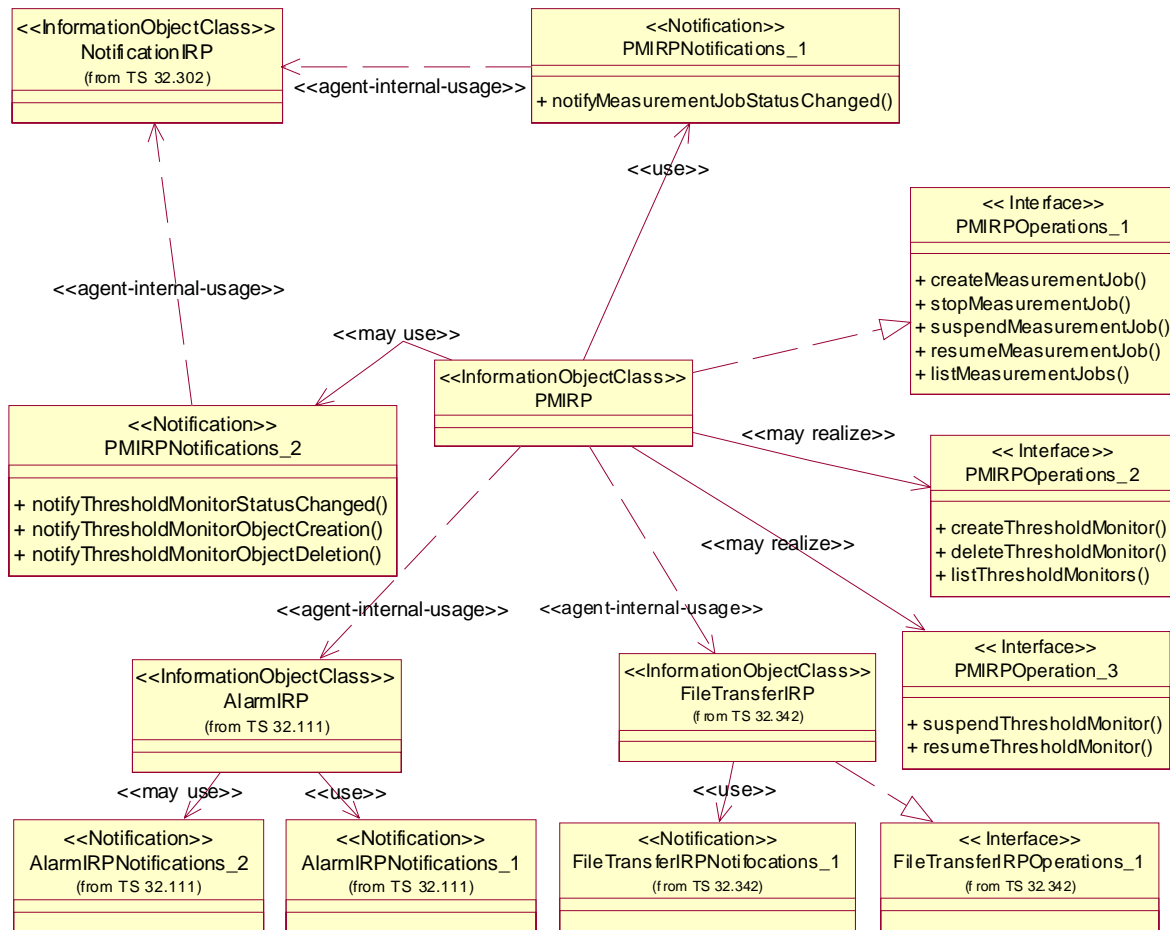 <<InformationObjectClass>>
NotificationIRP
(from TS 32.302)
<<Notification>>
PMIRPNotifications_1
+ notifyMeasurementJobStatusChanged()
<<agent-internal-usage>>
<<use>>
<< Interface>>
PMIRPOperations_1
+ createMeasurementJob()
+ stopMeasurementJob()
+ suspendMeasurementJob()
+ resumeMeasurementJob()
+ listMeasurementJobs()
<<agent-internal-usage>>
<<may use>>
<<InformationObjectClass>>
PMIRP
<<Notification>>
PMIRPNotifications_2
+ notifyThresholdMonitorStatusChanged()
+ notifyThresholdMonitorObjectCreation()
+ notifyThresholdMonitorObjectDeletion()
<<may realize>>
<< Interface>>
PMIRPOperations_2
+ createThresholdMonitor()
+ deleteThresholdMonitor()
+ listThresholdMonitors()
<<may realize>>
<<agent-internal-usage>>
<<agent-internal-usage>>
<< Interface>>
PMIRPOperation_3
+ suspendThresholdMonitor()
+ resumeThresholdMonitor()
<<InformationObjectClass>>
AlarmIRP
(from TS 32.111)
<<InformationObjectClass>>
FileTransferIRP
(from TS 32.342)
<<may use>>
<<use>>
<<use>>
<<Notification>>
AlarmIRPNotifications_2
(from TS 32.111)
<<Notification>>
AlarmIRPNotifications_1
(from TS 32.111)
<<Notification>>
FileTransferIRPNotifocations_1
(from TS 32.342)
<< Interface>>
FileTransferIRPOperations_1
(from TS 32.342)